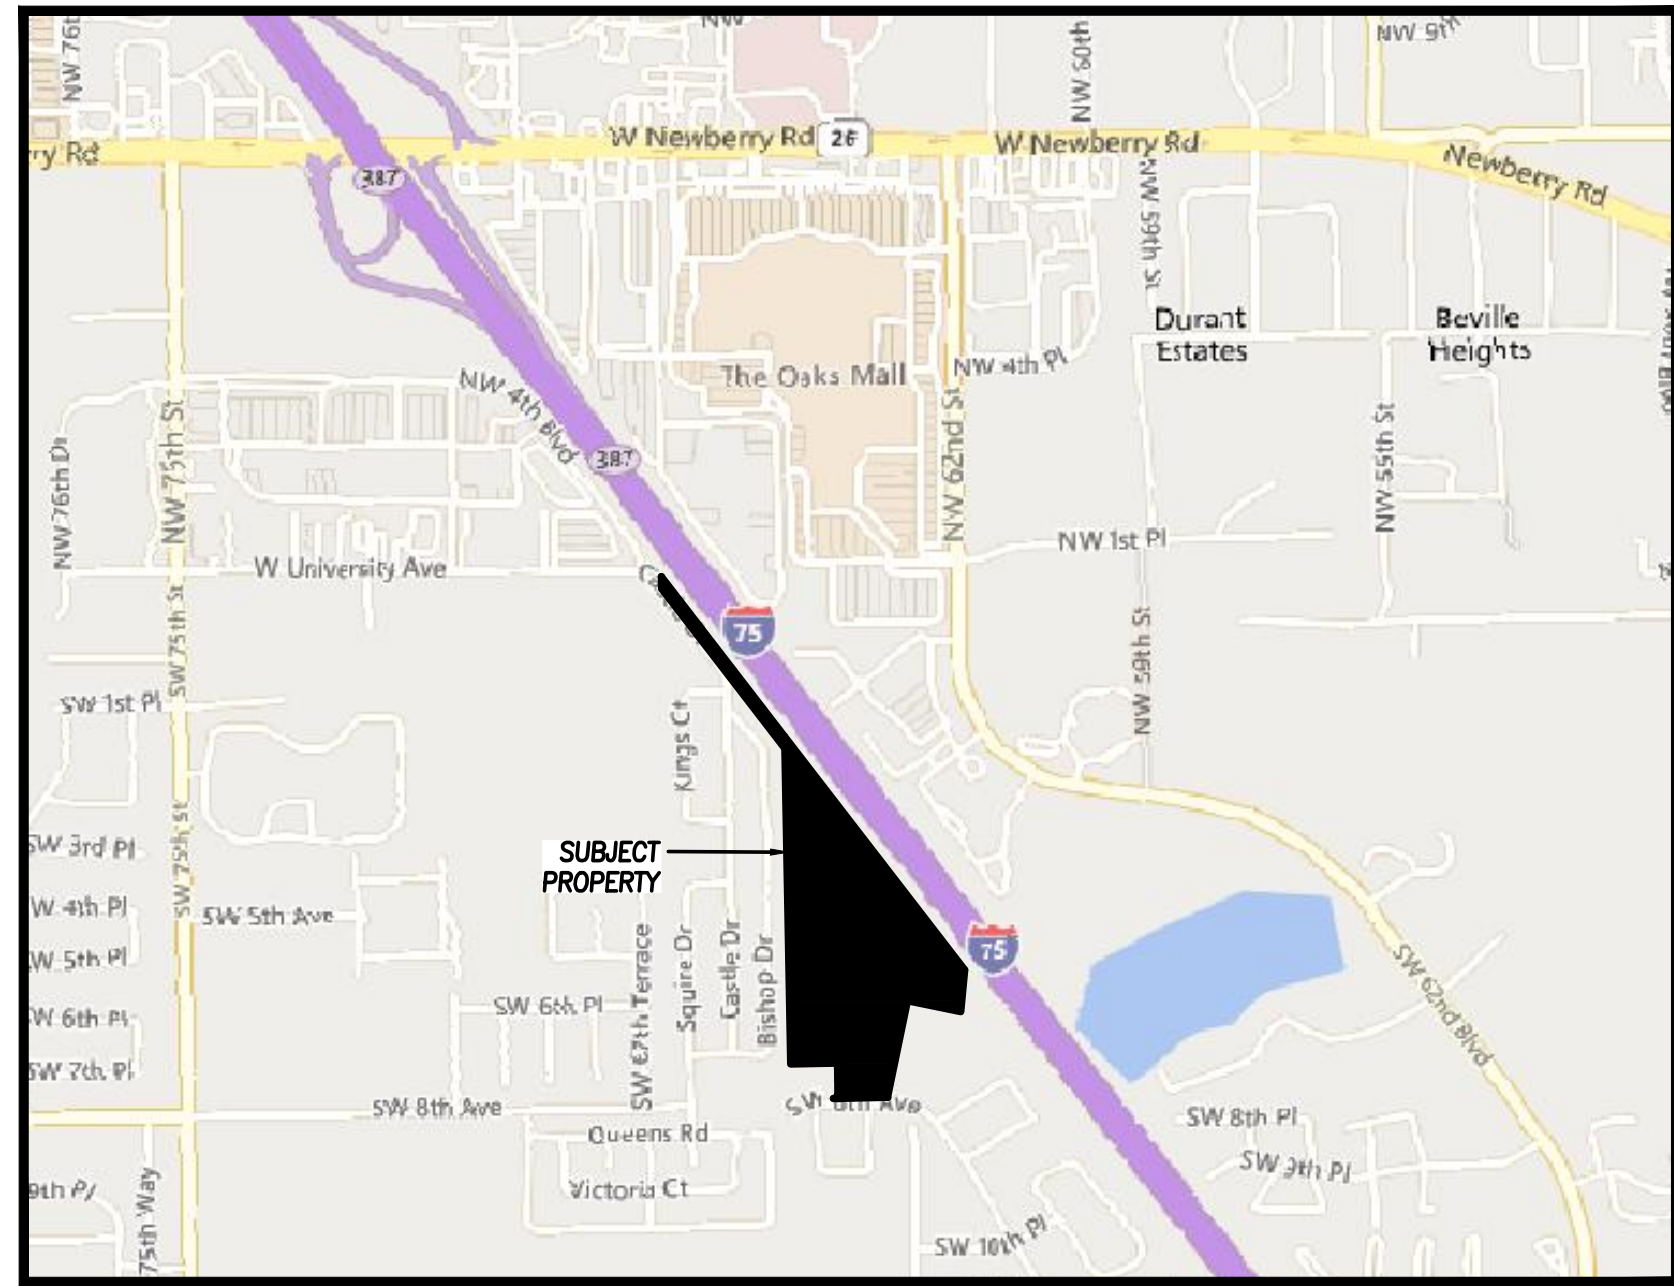 NW 76t
NW
NW 60th
NW 9th
W Newberry Rd
26
W Newberry Rd
Newberry Rd
ry Rd
387
NW 59th St
Durant
Estates
Beville
Heights
NW 4th Blvd
The Oaks Mall
NW 4th Pl
NW 76th Dr
NW 75th St
387
NW 62nd St
NW 55th St
W University Ave
NW 1st Pl
75
SW 75th St
NW 59th St
SW 1st Pl
Kings Ct
SW 3rd Pl
SW 75th St
SUBJECT
PROPERTY
W 4th Pl
SW 5th Ave
W 5th Pl
SW 67th Terrace
Squire Dr
Castle Dr
Bishop Dr
75
SW 62nd Blvd
SW 6th Pl
W 6th Pl
SW 7th Pl
SW 8th Ave
SW 8th Ave
SW 8th Pl
Queens Rd
SW 9th Pl
9th Pl
75th Way
Victoria Ct
SW 10th Pl